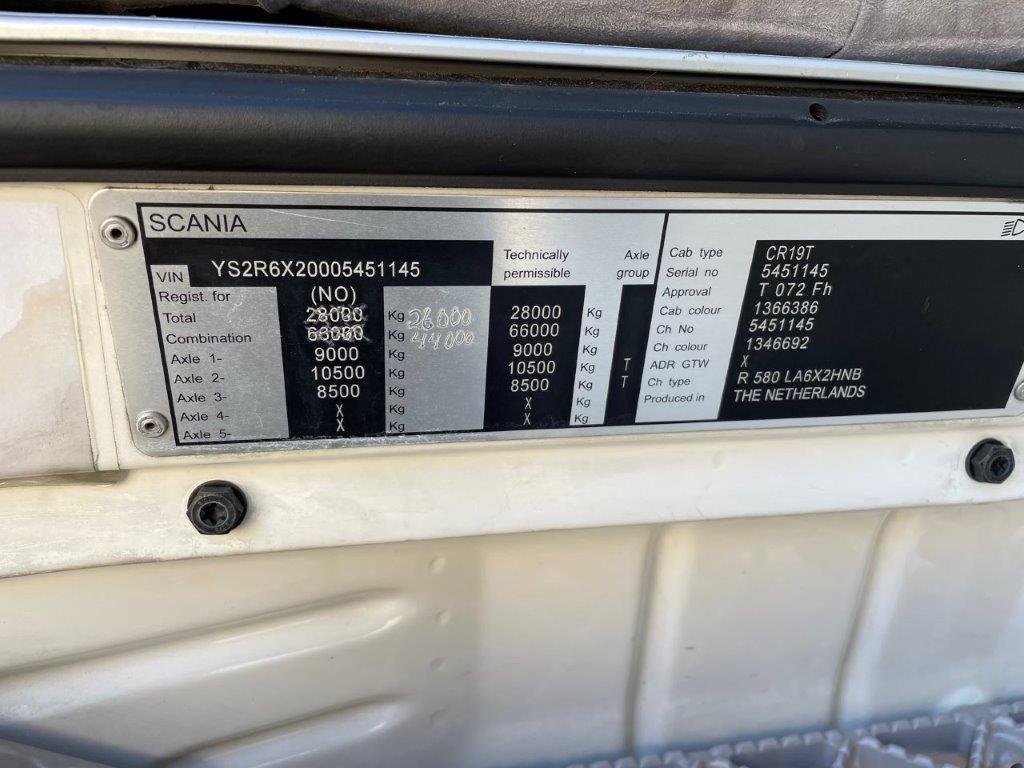 SCANIA
VIN YS2R6X20005451145 Technically permissible Axle group
Regist. for (NO)
Total 28000 Kg 26000 28000 Kg
Combination 66000 Kg 44000 66000 Kg
Axle 1- 9000 Kg 9000 Kg
Axle 2- 10500 Kg 10500 Kg T
Axle 3- 8500 Kg 8500 Kg T
Axle 4- X Kg X Kg
Axle 5- X Kg X Kg
Cab type CR19T
Serial no 5451145
Approval T 072 Fh
Cab colour 1366386
Ch No 5451145
Ch colour 1346692
ADR GTW X
Ch type R 580 LA6X2HNB
Produced in THE NETHERLANDS